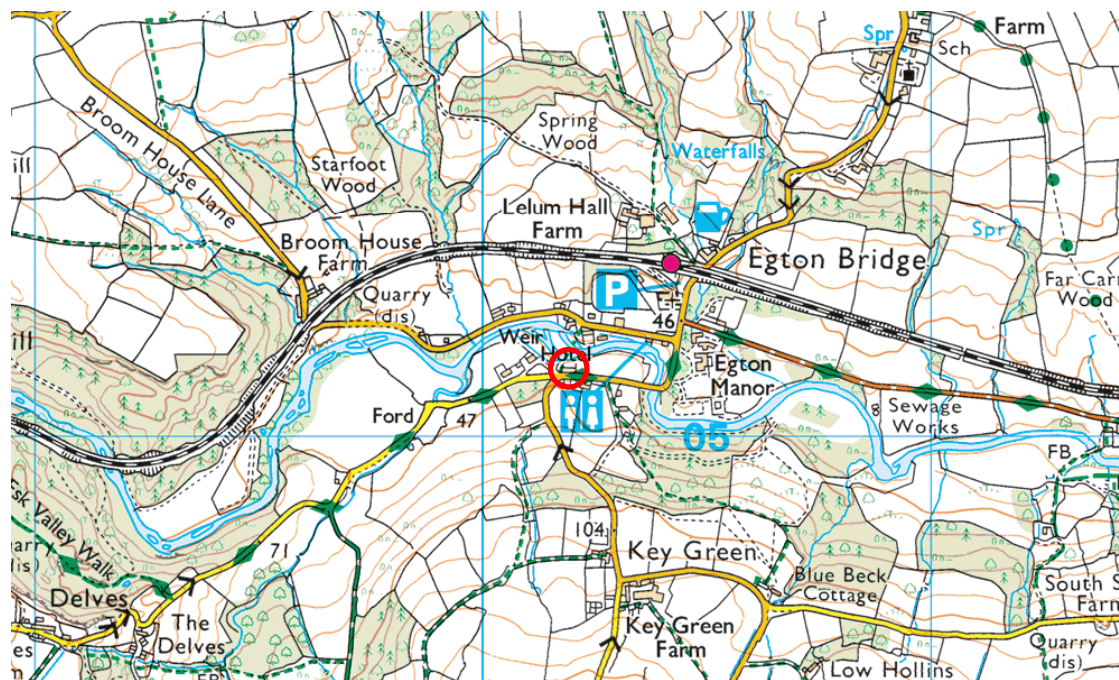 Farm
Spr
Sch
Broom House Lane
Spring
Wood
Waterfalls
Starfoot
Wood
ill
Lelum Hall
Farm
Spr
Broom House
Farm
Egton Bridge
Quarry
(dis)
P
Far Carr
Wood
46
Weir
Hotel
ill
Egton
Manor
Ford
47
Sewage
Works
05
FB
Esk Valley Walk
104
Key Green
71
Delves
Blue Beck
Cottage
The
Delves
Key Green
Farm
South S
Farm
Quarry
dis)
Low Hollins